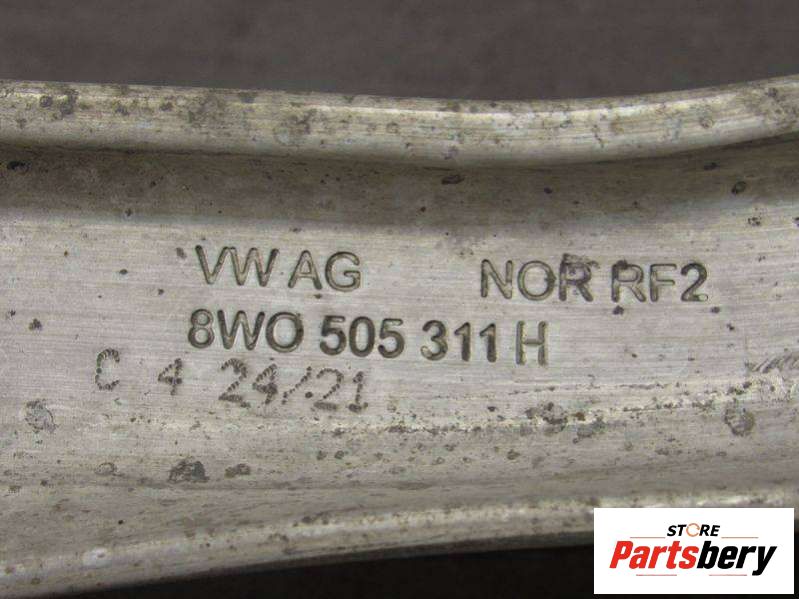 VW AG NOR RF2
8W0 505 311 H
C 4 24/21
STORE
Partsbery